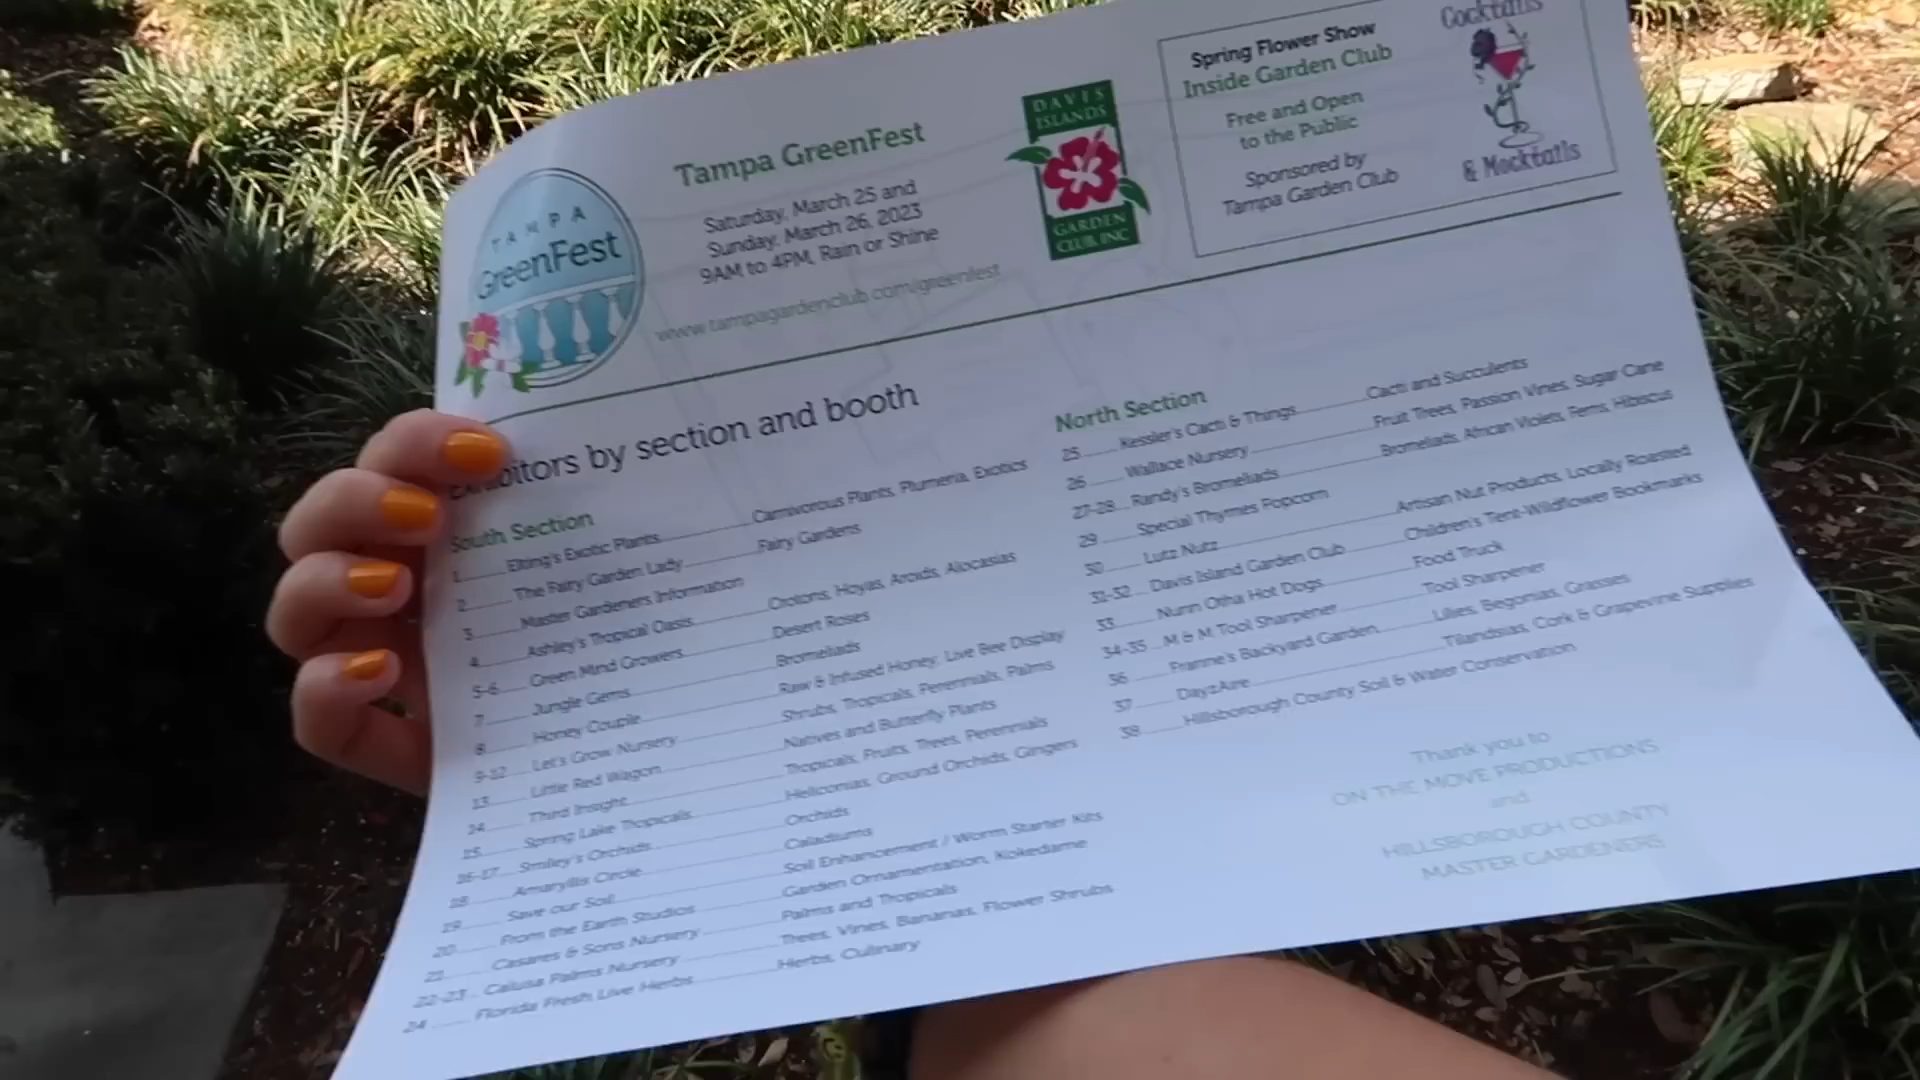 TAMPA
GreenFest
Tampa GreenFest
Saturday, March 25 and
Sunday, March 26, 2023
9AM to 4PM, Rain or Shine
www.tampagardenclub.com/greenfest
DAVIS
ISLANDS
GARDEN
CLUB, INC
Spring Flower Show
Inside Garden Club
Free and Open
to the Public
Sponsored by
Tampa Garden Club
Cocktails
& Mocktails
itors by section and booth
South Section
1 Elting's Exotic Plants Carnivorous Plants, Plumeria, Exotics
2 The Fairy Garden Lady Fairy Gardens
3 Master Gardeners Information
4 Ashley's Tropical Oasis Crotons, Hoyas, Aroids, Alocasias
5-6 Green Mind Growers Desert Roses
7 Jungle Gems Bromeliads
8 Honey Couple Raw & Infused Honey; Live Bee Display
9-12 Let's Grow Nursery Shrubs, Tropicals, Perennials, Palms
13 Little Red Wagon Natives and Butterfly Plants
14 Third Insight Tropicals, Fruits, Trees, Perennials
15 Spring Lake Tropicals Heliconias, Ground Orchids, Gingers
16-17 Smiley's Orchids Orchids
18 Amaryllis Circle Caladiums
19 Save our Soil Soil Enhancement / Worm Starter Kits
20 From the Earth Studios Garden Ornamentation, Kokedame
21 Casares & Sons Nursery Palms and Tropicals
22-23 Calusa Palms Nursery Trees, Vines, Bananas, Flower Shrubs
24 Florida Fresh Live Herbs Herbs, Culinary
North Section
25 Kessler's Cacti & Things Cacti and Succulents
26 Wallace Nursery Fruit Trees, Passion Vines, Sugar Cane
27-28 Randy's Bromeliads Bromeliads, African Violets, Ferns, Hibiscus
29 Special Thymes Popcorn
30 Lutz Nutz Artisan Nut Products, Locally Roasted
31-32 Davis Island Garden Club Children's Tent-Wildflower Bookmarks
33 Nunn Otha Hot Dogs Food Truck
34-35 M & M Tool Sharpener Tool Sharpener
36 Franne's Backyard Garden Lilies, Begonias, Grasses
37 DayzAire Tillandsias, Cork & Grapevine Supplies
38 Hillsborough County Soil & Water Conservation
Thank you to
ON THE MOVE PRODUCTIONS
and
HILLSBOROUGH COUNTY
MASTER GARDENERS